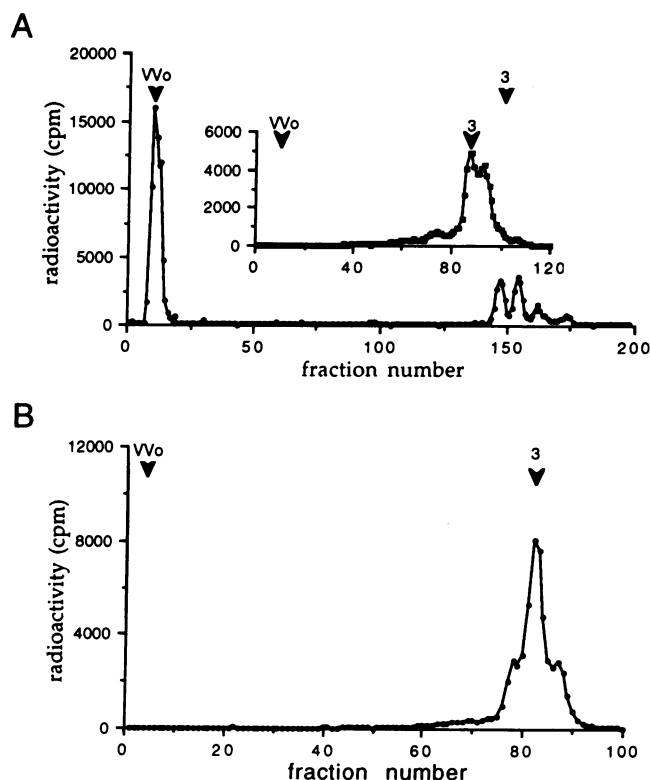 A
20000
15000
10000
5000
0
radioactivity (cpm)
VVo
3
6000
4000
2000
0
VVo
3
0 40 80 120
0 50 100 150 200
fraction number
B
12000
8000
4000
0
radioactivity (cpm)
VVo
3
0 20 40 60 80 100
fraction number